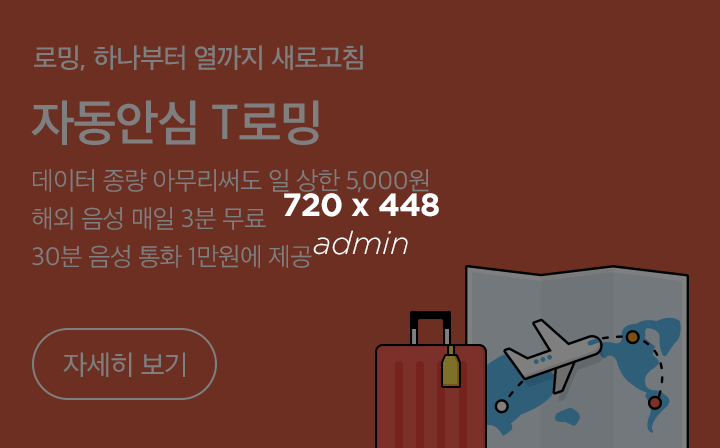 로밍, 하나부터 열까지 새로고침
자동안심 T로밍
데이터 종량 아무리써도 일 상한 5,000원
해외 음성 매일 3분 무료
720 x 448
30분 음성 통화 1만원에 제공
admin
자세히 보기